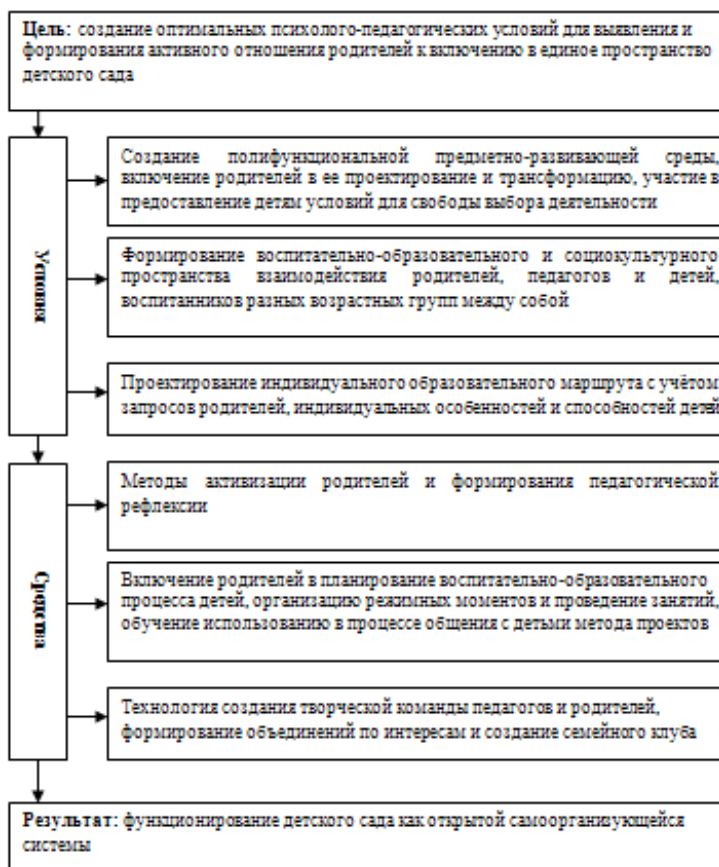 Цель: создание оптимальных психолого-педагогических условий для выявления и
формирования активного отношения родителей к включению в единое пространство
детского сада
Условия
Создание полифункциональной предметно-развивающей среды,
включение родителей в ее проектирование и трансформацию, участие в
предоставление детям условий для свободы выбора деятельности
Формирование воспитательно-образовательного и социокультурного
пространства взаимодействия родителей, педагогов и детей,
воспитанников разных возрастных групп между собой
Проектирование индивидуального образовательного маршрута с учётом
запросов родителей, индивидуальных особенностей и способностей детей
Средства
Методы активизации родителей и формирования педагогической
рефлексии
Включение родителей в планирование воспитательно-образовательного
процесса детей, организацию режимных моментов и проведение занятий,
обучение использованию в процессе общения с детьми метода проектов
Технология создания творческой команды педагогов и родителей,
формирование объединений по интересам и создание семейного клуба
Результат: функционирование детского сада как открытой самоорганизующейся
системы